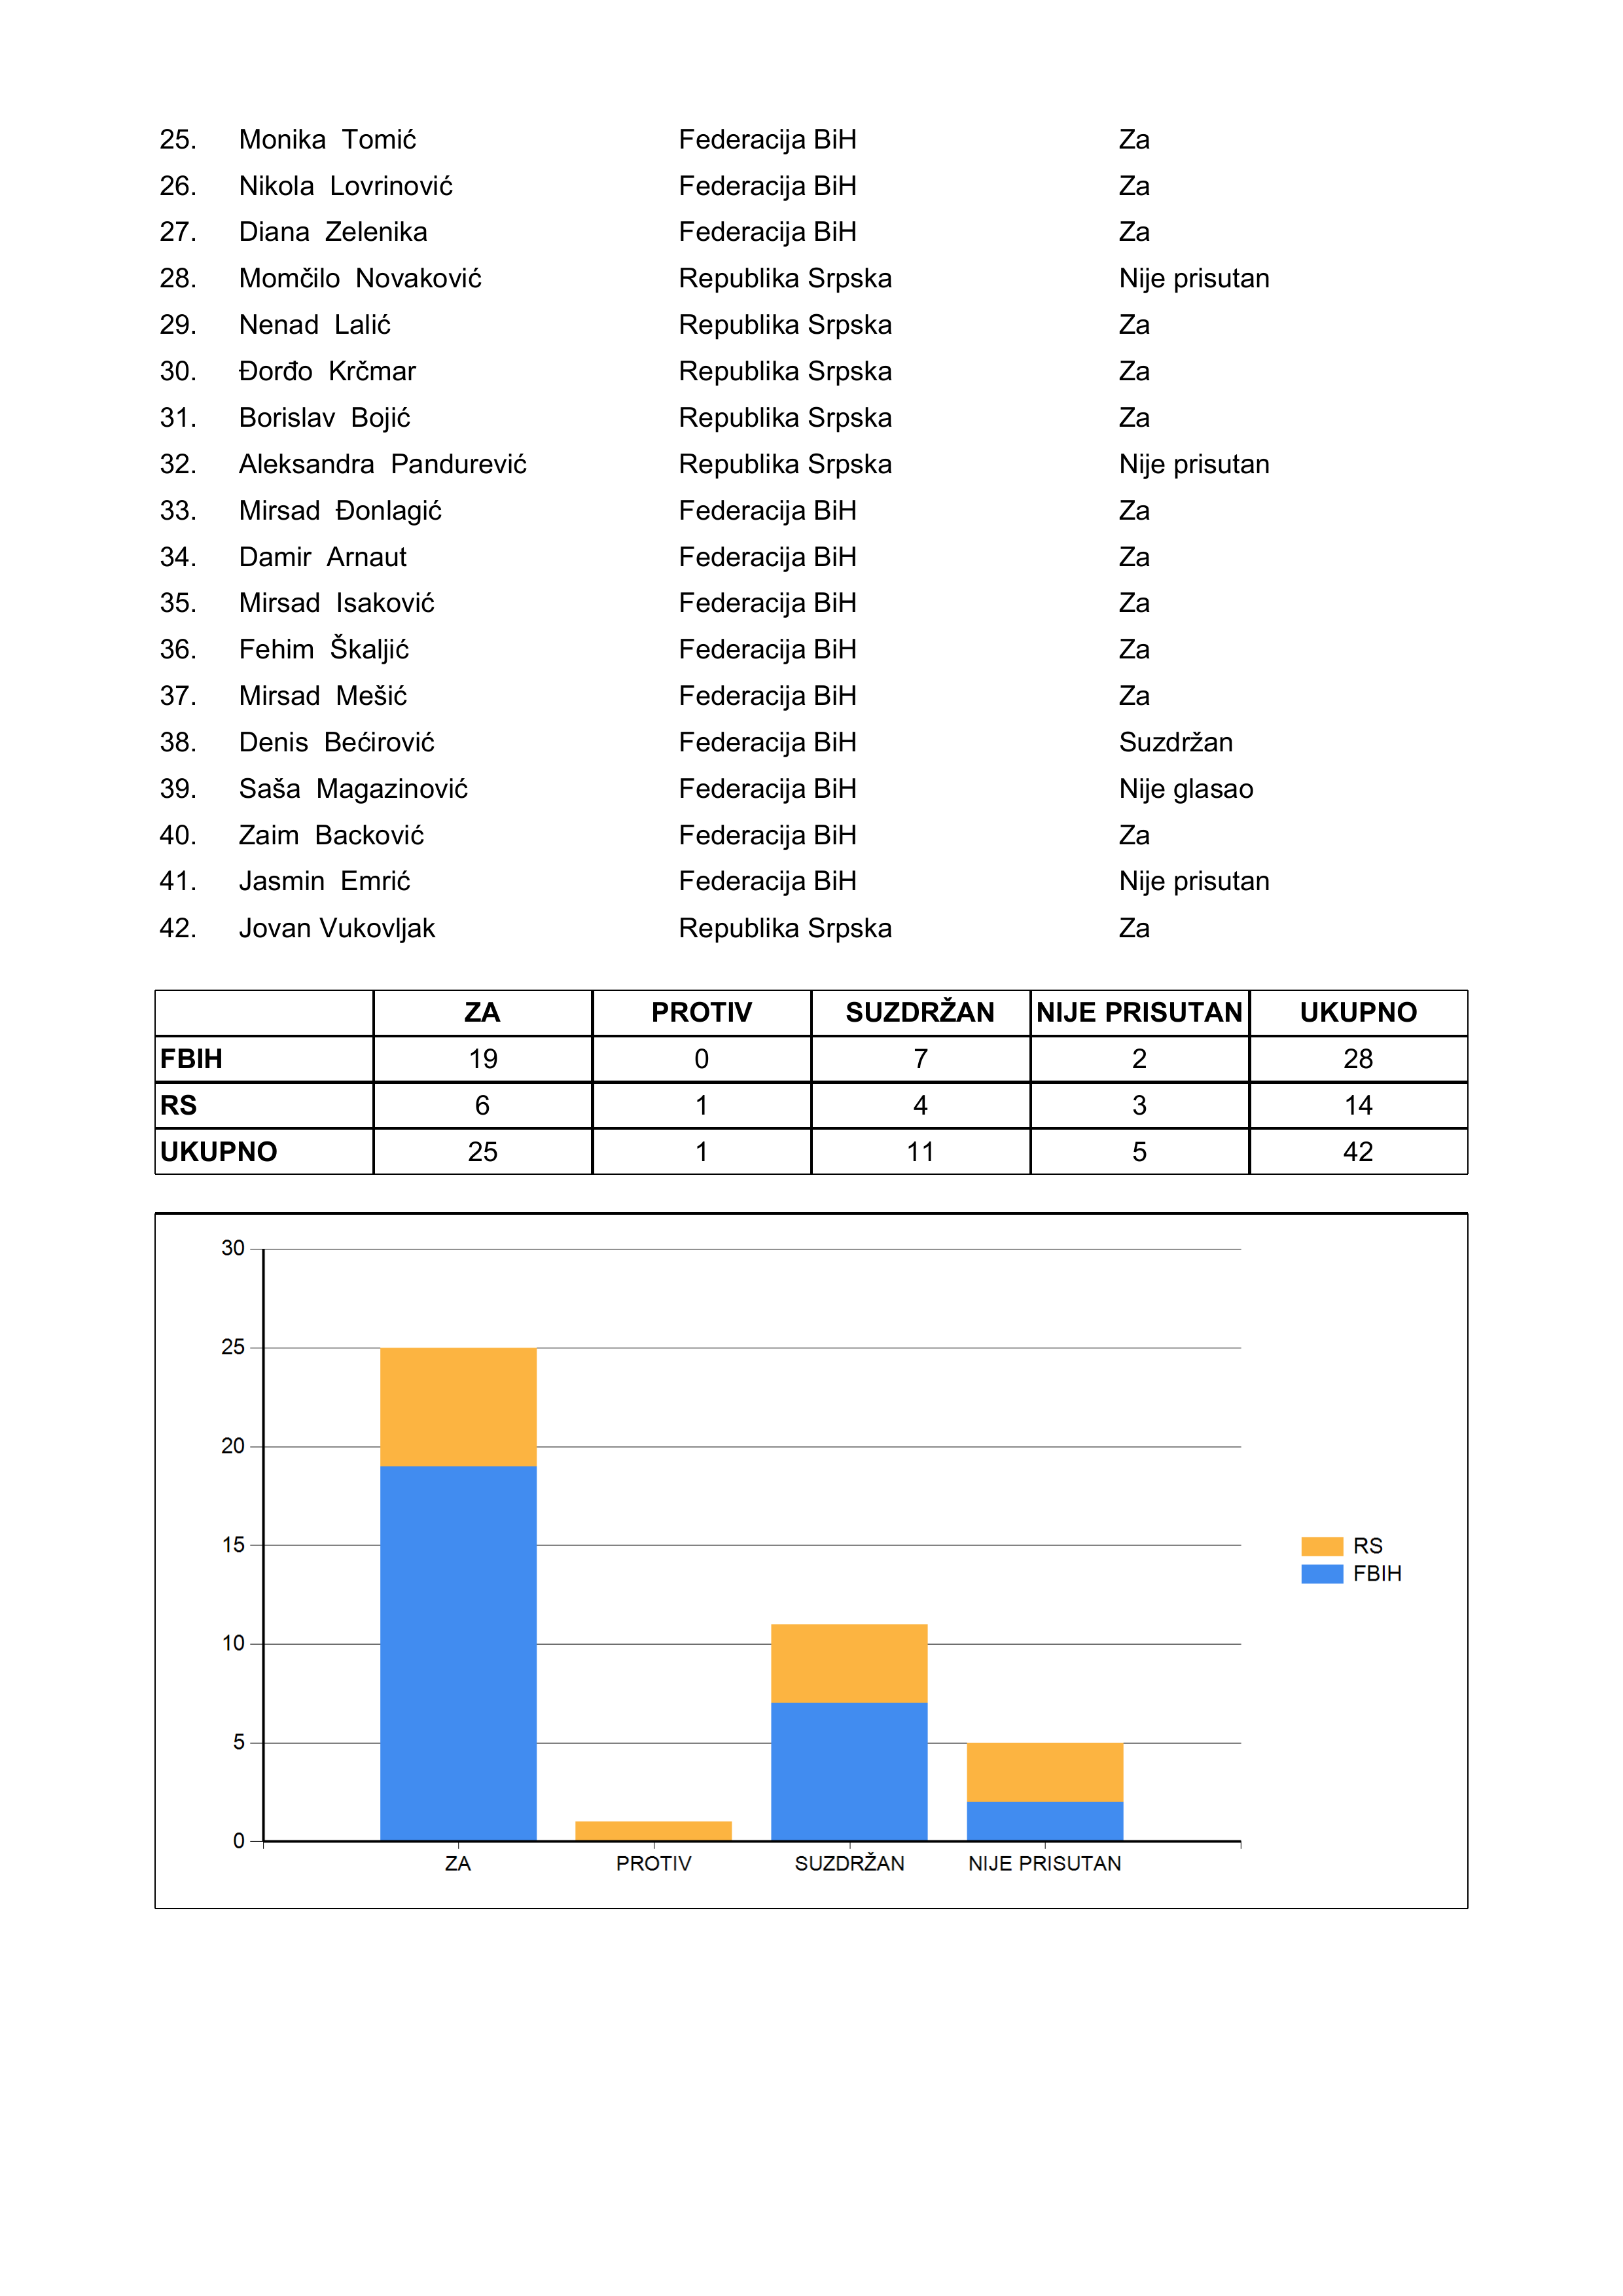 25. Monika Tomić Federacija BiH Za
26. Nikola Lovrinović Federacija BiH Za
27. Diana Zelenika Federacija BiH Za
28. Momčilo Novaković Republika Srpska Nije prisutan
29. Nenad Lalić Republika Srpska Za
30. Đorđo Krčmar Republika Srpska Za
31. Borislav Bojić Republika Srpska Za
32. Aleksandra Pandurević Republika Srpska Nije prisutan
33. Mirsad Đonlagić Federacija BiH Za
34. Damir Arnaut Federacija BiH Za
35. Mirsad Isaković Federacija BiH Za
36. Fehim Škaljić Federacija BiH Za
37. Mirsad Mešić Federacija BiH Za
38. Denis Bećirović Federacija BiH Suzdržan
39. Saša Magazinović Federacija BiH Nije glasao
40. Zaim Backović Federacija BiH Za
41. Jasmin Emrić Federacija BiH Nije prisutan
42. Jovan Vukovljak Republika Srpska Za
ZA PROTIV SUZDRŽAN NIJE PRISUTAN UKUPNO
FBIH 19 0 7 2 28
RS 6 1 4 3 14
UKUPNO 25 1 11 5 42
30
25
20
15
10
5
0
ZA PROTIV SUZDRŽAN NIJE PRISUTAN
RS
FBIH